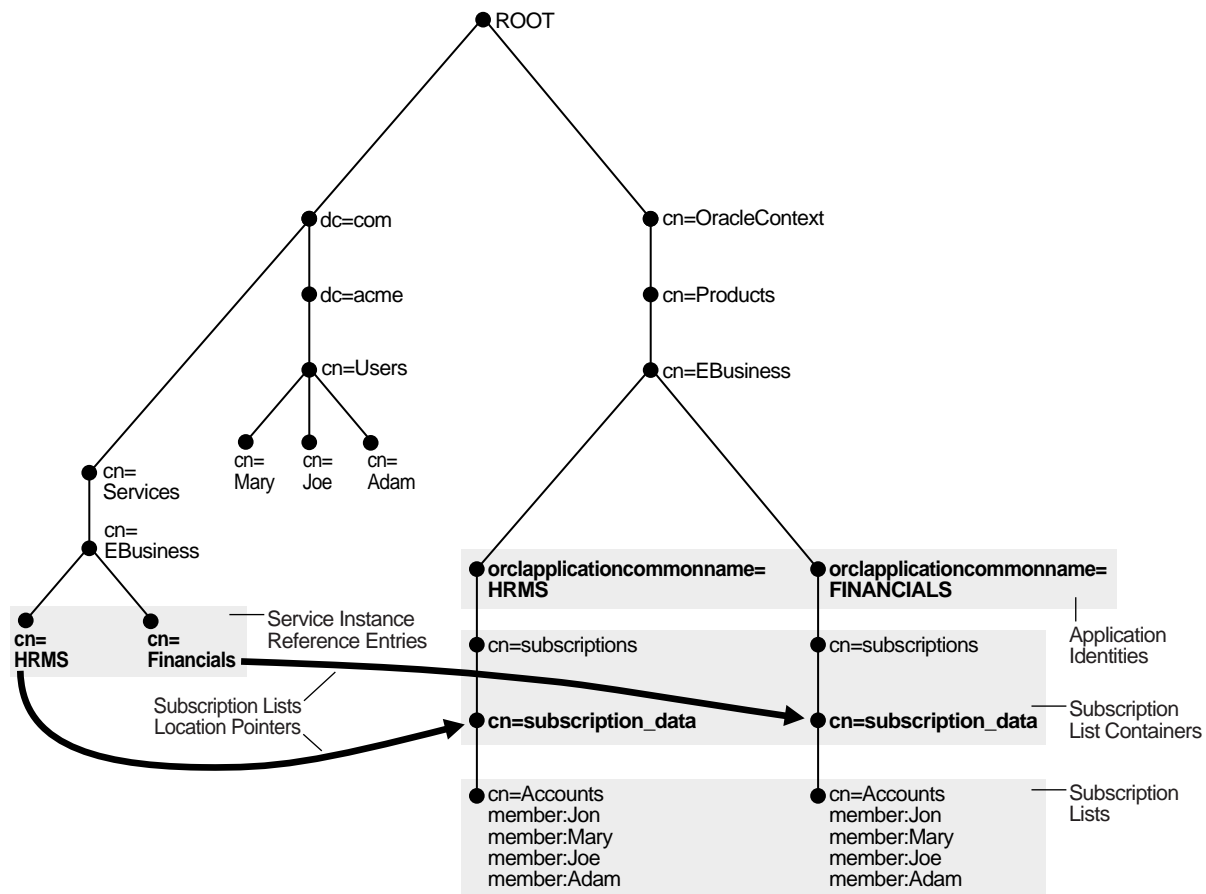 ROOT
dc=com
cn=OracleContext
dc=acme
cn=Products
cn=Users
cn=EBusiness
cn=
Mary
cn=
Joe
cn=
Adam
cn=
Services
cn=
EBusiness
orclapplicationcommonname=
HRMS
orclapplicationcommonname=
FINANCIALS
cn=
HRMS
cn=
Financials
Service Instance
Reference Entries
Application
Identities
cn=subscriptions
cn=subscriptions
Subscription Lists
Location Pointers
cn=subscription_data
cn=subscription_data
Subscription
List Containers
cn=Accounts
member:Jon
member:Mary
member:Joe
member:Adam
cn=Accounts
member:Jon
member:Mary
member:Joe
member:Adam
Subscription
Lists